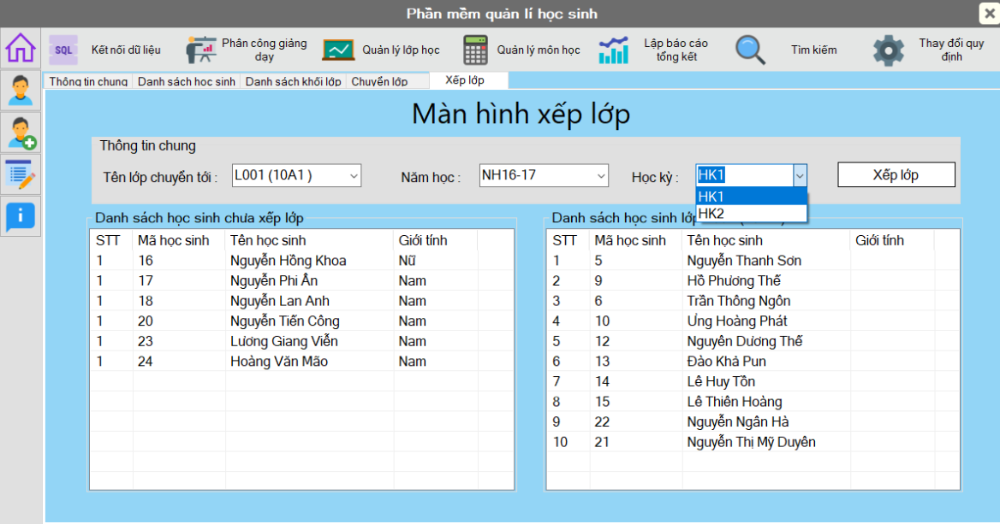 Phần mềm quản lí học sinh
SQL Kết nối dữ liệu
Phân công giảng
dạy
Quản lý lớp học
Quản lý môn học
Lập báo cáo
tổng kết
Tìm kiếm
Thay đổi quy
định
Thông tin chung Danh sách học sinh Danh sách khối lớp Chuyển lớp Xếp lớp
Màn hình xếp lớp
Thông tin chung
Tên lớp chuyển tới : L001 (10A1 ) Năm học : NH16-17 Học kỳ : HK1 Xếp lớp
HK1
HK2
Danh sách học sinh chưa xếp lớp
STT Mã học sinh Tên học sinh Giới tính
1 16 Nguyễn Hồng Khoa Nữ
1 17 Nguyễn Phi Ân Nam
1 18 Nguyễn Lan Anh Nam
1 20 Nguyễn Tiến Công Nam
1 23 Lương Giang Viễn Nam
1 24 Hoàng Văn Mão Nam
Danh sách học sinh
STT Mã học sinh Tên học sinh Giới tính
1 5 Nguyễn Thanh Sơn
2 9 Hồ Phương Thế
3 6 Trần Thông Ngôn
4 10 Ưng Hoàng Phát
5 12 Nguyên Dương Thế
6 13 Đào Khả Pun
7 14 Lê Huy Tồn
8 15 Lê Thiên Hoàng
9 22 Nguyễn Ngân Hà
10 21 Nguyễn Thị Mỹ Duyên